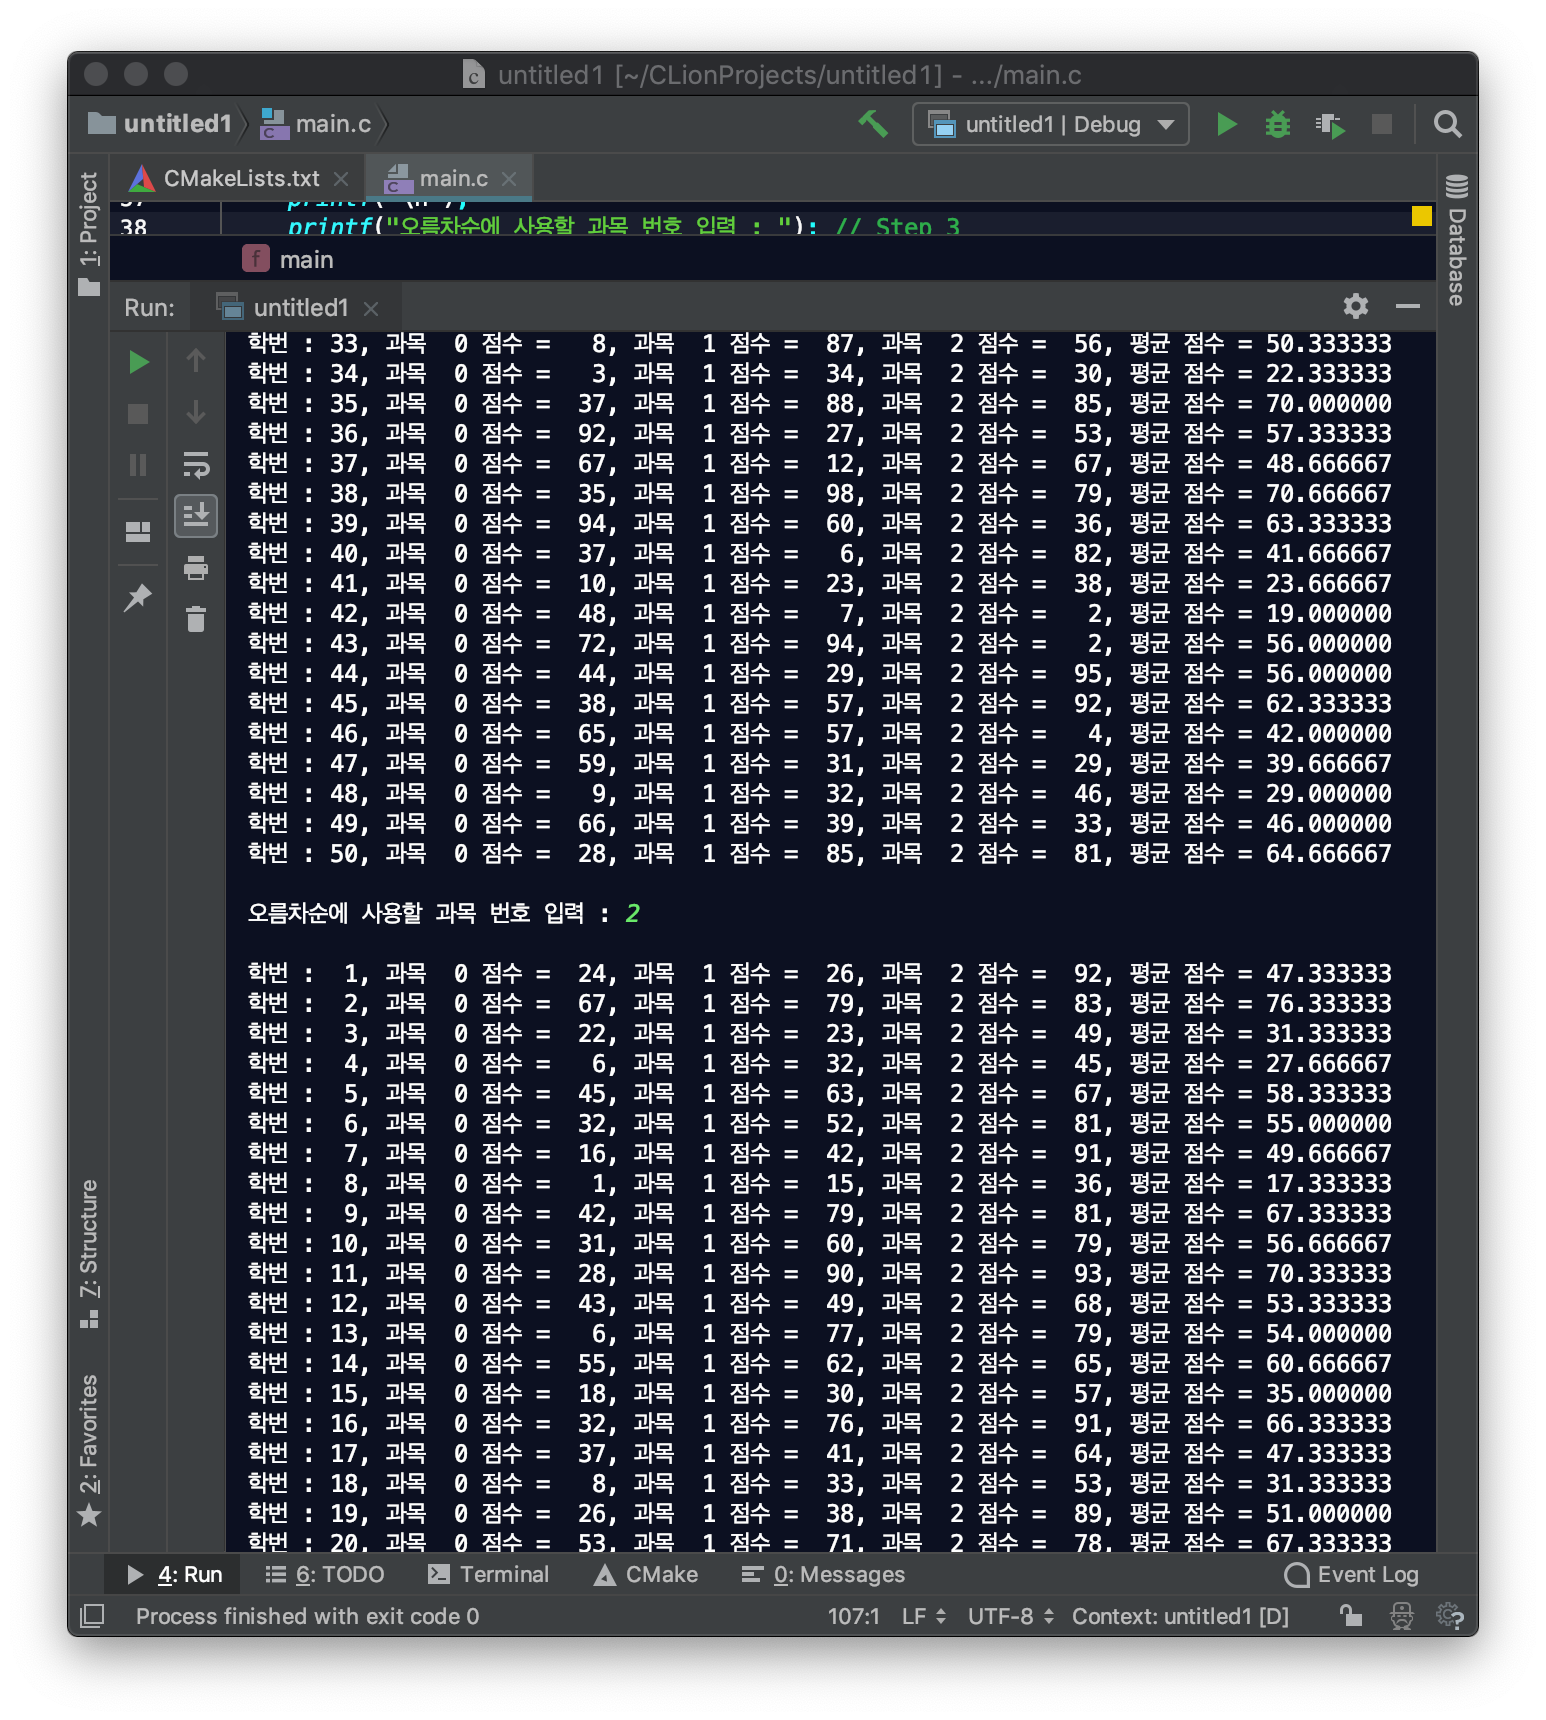 untitled1 [~/CLionProjects/untitled1] - .../main.c
untitled1 main.c untitled1 | Debug
1: Project
CMakeLists.txt main.c
38 printf("오름차순에 사용할 과목 번호 입력 : "); // Step 3
Database
f main
Run: untitled1
학번 : 33, 과목  0 점수 =   8, 과목  1 점수 =  87, 과목  2 점수 =  56, 평균 점수 = 50.333333
학번 : 34, 과목  0 점수 =   3, 과목  1 점수 =  34, 과목  2 점수 =  30, 평균 점수 = 22.333333
학번 : 35, 과목  0 점수 =  37, 과목  1 점수 =  88, 과목  2 점수 =  85, 평균 점수 = 70.000000
학번 : 36, 과목  0 점수 =  92, 과목  1 점수 =  27, 과목  2 점수 =  53, 평균 점수 = 57.333333
학번 : 37, 과목  0 점수 =  67, 과목  1 점수 =  12, 과목  2 점수 =  67, 평균 점수 = 48.666667
학번 : 38, 과목  0 점수 =  35, 과목  1 점수 =  98, 과목  2 점수 =  79, 평균 점수 = 70.666667
학번 : 39, 과목  0 점수 =  94, 과목  1 점수 =  60, 과목  2 점수 =  36, 평균 점수 = 63.333333
학번 : 40, 과목  0 점수 =  37, 과목  1 점수 =   6, 과목  2 점수 =  82, 평균 점수 = 41.666667
학번 : 41, 과목  0 점수 =  10, 과목  1 점수 =  23, 과목  2 점수 =  38, 평균 점수 = 23.666667
학번 : 42, 과목  0 점수 =  48, 과목  1 점수 =   7, 과목  2 점수 =   2, 평균 점수 = 19.000000
학번 : 43, 과목  0 점수 =  72, 과목  1 점수 =  94, 과목  2 점수 =   2, 평균 점수 = 56.000000
학번 : 44, 과목  0 점수 =  44, 과목  1 점수 =  29, 과목  2 점수 =  95, 평균 점수 = 56.000000
학번 : 45, 과목  0 점수 =  38, 과목  1 점수 =  57, 과목  2 점수 =  92, 평균 점수 = 62.333333
학번 : 46, 과목  0 점수 =  65, 과목  1 점수 =  57, 과목  2 점수 =   4, 평균 점수 = 42.000000
학번 : 47, 과목  0 점수 =  59, 과목  1 점수 =  31, 과목  2 점수 =  29, 평균 점수 = 39.666667
학번 : 48, 과목  0 점수 =   9, 과목  1 점수 =  32, 과목  2 점수 =  46, 평균 점수 = 29.000000
학번 : 49, 과목  0 점수 =  66, 과목  1 점수 =  39, 과목  2 점수 =  33, 평균 점수 = 46.000000
학번 : 50, 과목  0 점수 =  28, 과목  1 점수 =  85, 과목  2 점수 =  81, 평균 점수 = 64.666667
오름차순에 사용할 과목 번호 입력 : 2
학번 :  1, 과목  0 점수 =  24, 과목  1 점수 =  26, 과목  2 점수 =  92, 평균 점수 = 47.333333
학번 :  2, 과목  0 점수 =  67, 과목  1 점수 =  79, 과목  2 점수 =  83, 평균 점수 = 76.333333
학번 :  3, 과목  0 점수 =  22, 과목  1 점수 =  23, 과목  2 점수 =  49, 평균 점수 = 31.333333
학번 :  4, 과목  0 점수 =   6, 과목  1 점수 =  32, 과목  2 점수 =  45, 평균 점수 = 27.666667
학번 :  5, 과목  0 점수 =  45, 과목  1 점수 =  63, 과목  2 점수 =  67, 평균 점수 = 58.333333
학번 :  6, 과목  0 점수 =  32, 과목  1 점수 =  52, 과목  2 점수 =  81, 평균 점수 = 55.000000
학번 :  7, 과목  0 점수 =  16, 과목  1 점수 =  42, 과목  2 점수 =  91, 평균 점수 = 49.666667
학번 :  8, 과목  0 점수 =   1, 과목  1 점수 =  15, 과목  2 점수 =  36, 평균 점수 = 17.333333
학번 :  9, 과목  0 점수 =  42, 과목  1 점수 =  79, 과목  2 점수 =  81, 평균 점수 = 67.333333
학번 : 10, 과목  0 점수 =  31, 과목  1 점수 =  60, 과목  2 점수 =  79, 평균 점수 = 56.666667
학번 : 11, 과목  0 점수 =  28, 과목  1 점수 =  90, 과목  2 점수 =  93, 평균 점수 = 70.333333
학번 : 12, 과목  0 점수 =  43, 과목  1 점수 =  49, 과목  2 점수 =  68, 평균 점수 = 53.333333
학번 : 13, 과목  0 점수 =   6, 과목  1 점수 =  77, 과목  2 점수 =  79, 평균 점수 = 54.000000
학번 : 14, 과목  0 점수 =  55, 과목  1 점수 =  62, 과목  2 점수 =  65, 평균 점수 = 60.666667
학번 : 15, 과목  0 점수 =  18, 과목  1 점수 =  30, 과목  2 점수 =  57, 평균 점수 = 35.000000
학번 : 16, 과목  0 점수 =  32, 과목  1 점수 =  76, 과목  2 점수 =  91, 평균 점수 = 66.333333
학번 : 17, 과목  0 점수 =  37, 과목  1 점수 =  41, 과목  2 점수 =  64, 평균 점수 = 47.333333
학번 : 18, 과목  0 점수 =   8, 과목  1 점수 =  33, 과목  2 점수 =  53, 평균 점수 = 31.333333
학번 : 19, 과목  0 점수 =  26, 과목  1 점수 =  38, 과목  2 점수 =  89, 평균 점수 = 51.000000
학번 : 20, 과목  0 점수 =  53, 과목  1 점수 =  71, 과목  2 점수 =  78, 평균 점수 = 67.333333
7: Structure
2: Favorites
4: Run 6: TODO Terminal CMake 0: Messages Event Log
Process finished with exit code 0 107:1 LF UTF-8 Context: untitled1 [D]